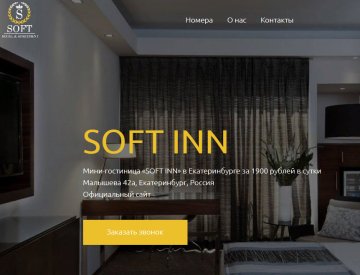 S
SOFT
HOTEL & APARTMENT
Номера О нас Контакты
SOFT INN
Мини-гостиница «SOFT INN» в Екатеринбурге за 1900 рублей в сутки
Малышева 42а, Екатеринбург, Россия
Официальный сайт
Заказать звонок